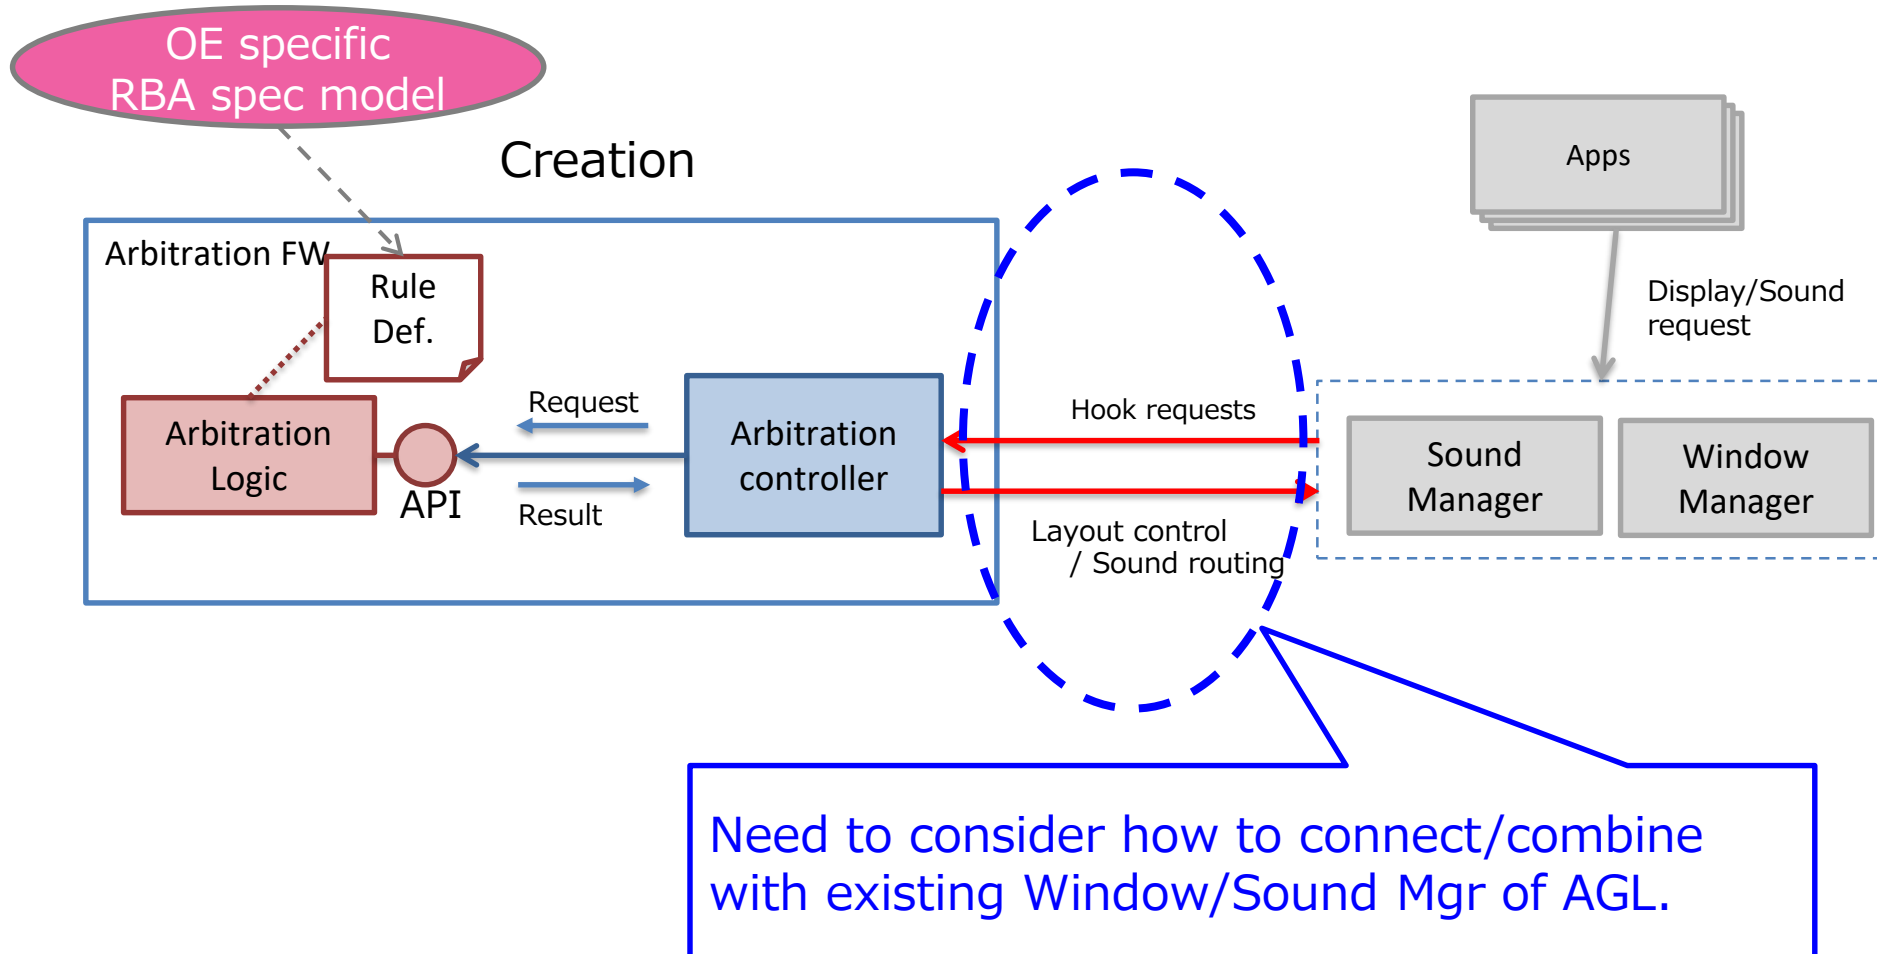 OE specific
RBA spec model
Creation
Apps
Arbitration FW
Rule
Def.
Display/Sound
request
Request
Hook requests
Arbitration
Logic
API
Arbitration
controller
Sound
Manager
Window
Manager
Result
Layout control
/ Sound routing
Need to consider how to connect/combine
with existing Window/Sound Mgr of AGL.